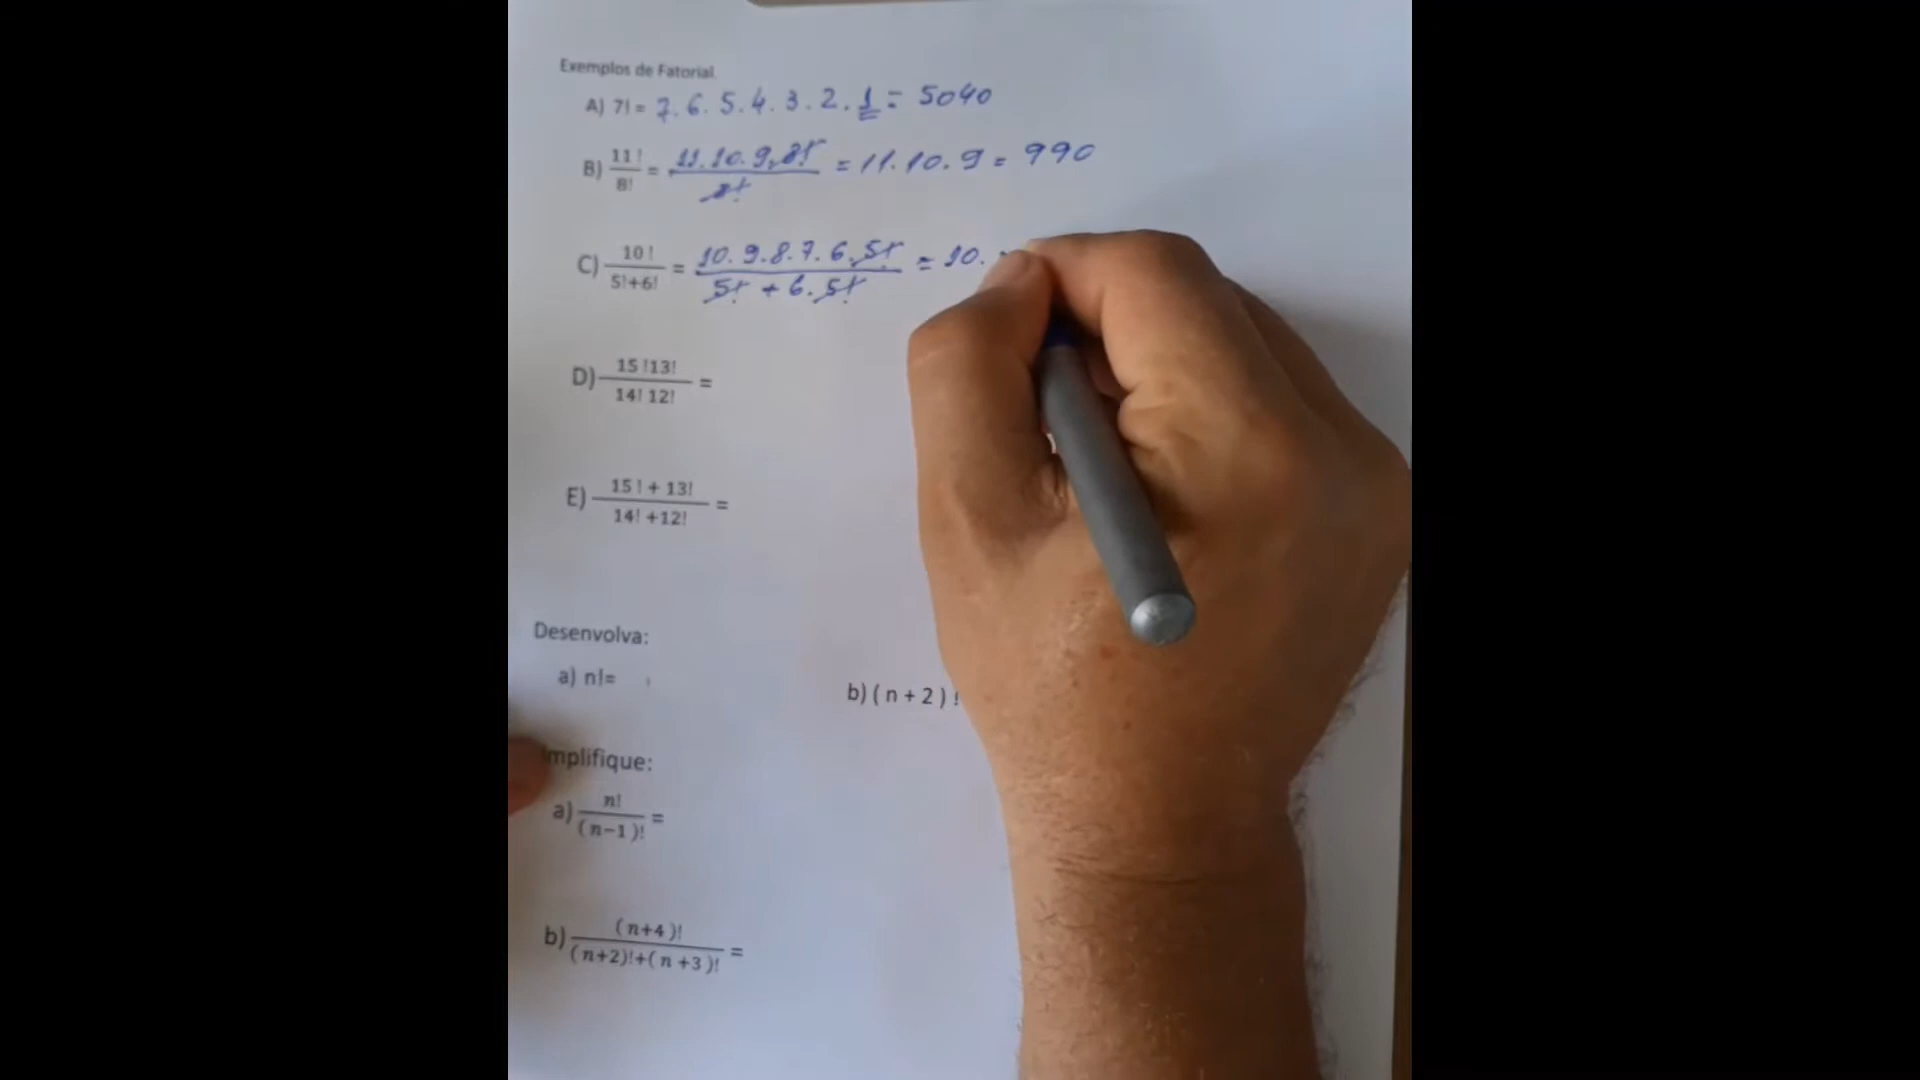 Exemplos de Fatorial.
A) 7! = 7. 6. 5. 4. 3. 2. 1 = 5040
B) 11! / 8! = 11. 10. 9. 8! / 8! = 11. 10. 9 = 990
C) 10! / 5!+6! = 10. 9. 8. 7. 6. 5! / 5! + 6. 5! = 10.
D) 15!13! / 14! 12! =
E) 15! + 13! / 14! +12! =
Desenvolva:
a) n!= b) ( n + 2 ) !
implifique:
a) n! / (n−1)! =
b) (n+4)! / (n+2)!+(n+3)! =